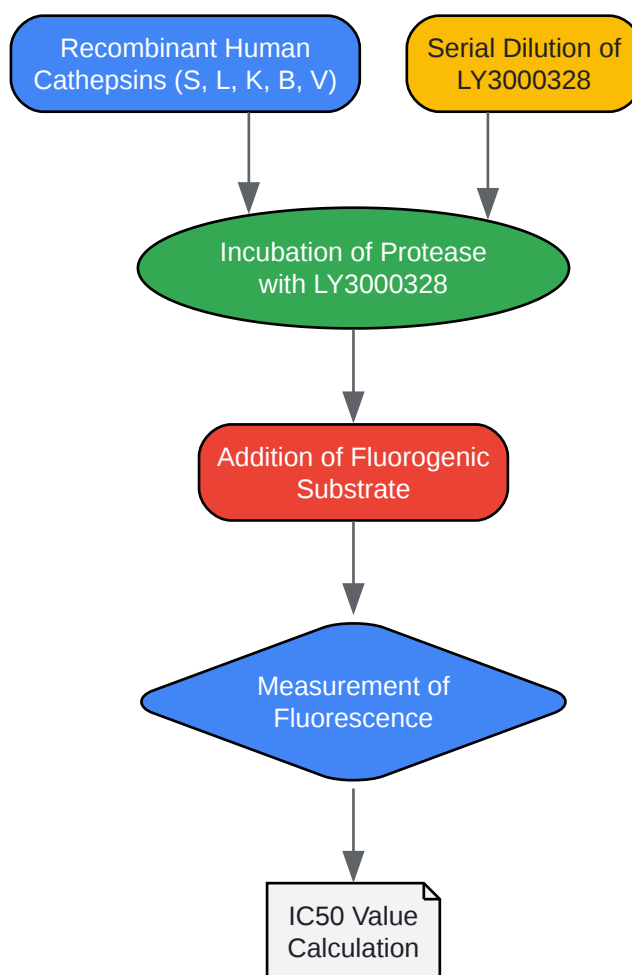 Recombinant Human
Cathepsins (S, L, K, B, V)
Serial Dilution of
LY3000328
Incubation of Protease
with LY3000328
Addition of Fluorogenic
Substrate
Measurement of
Fluorescence
IC50 Value
Calculation